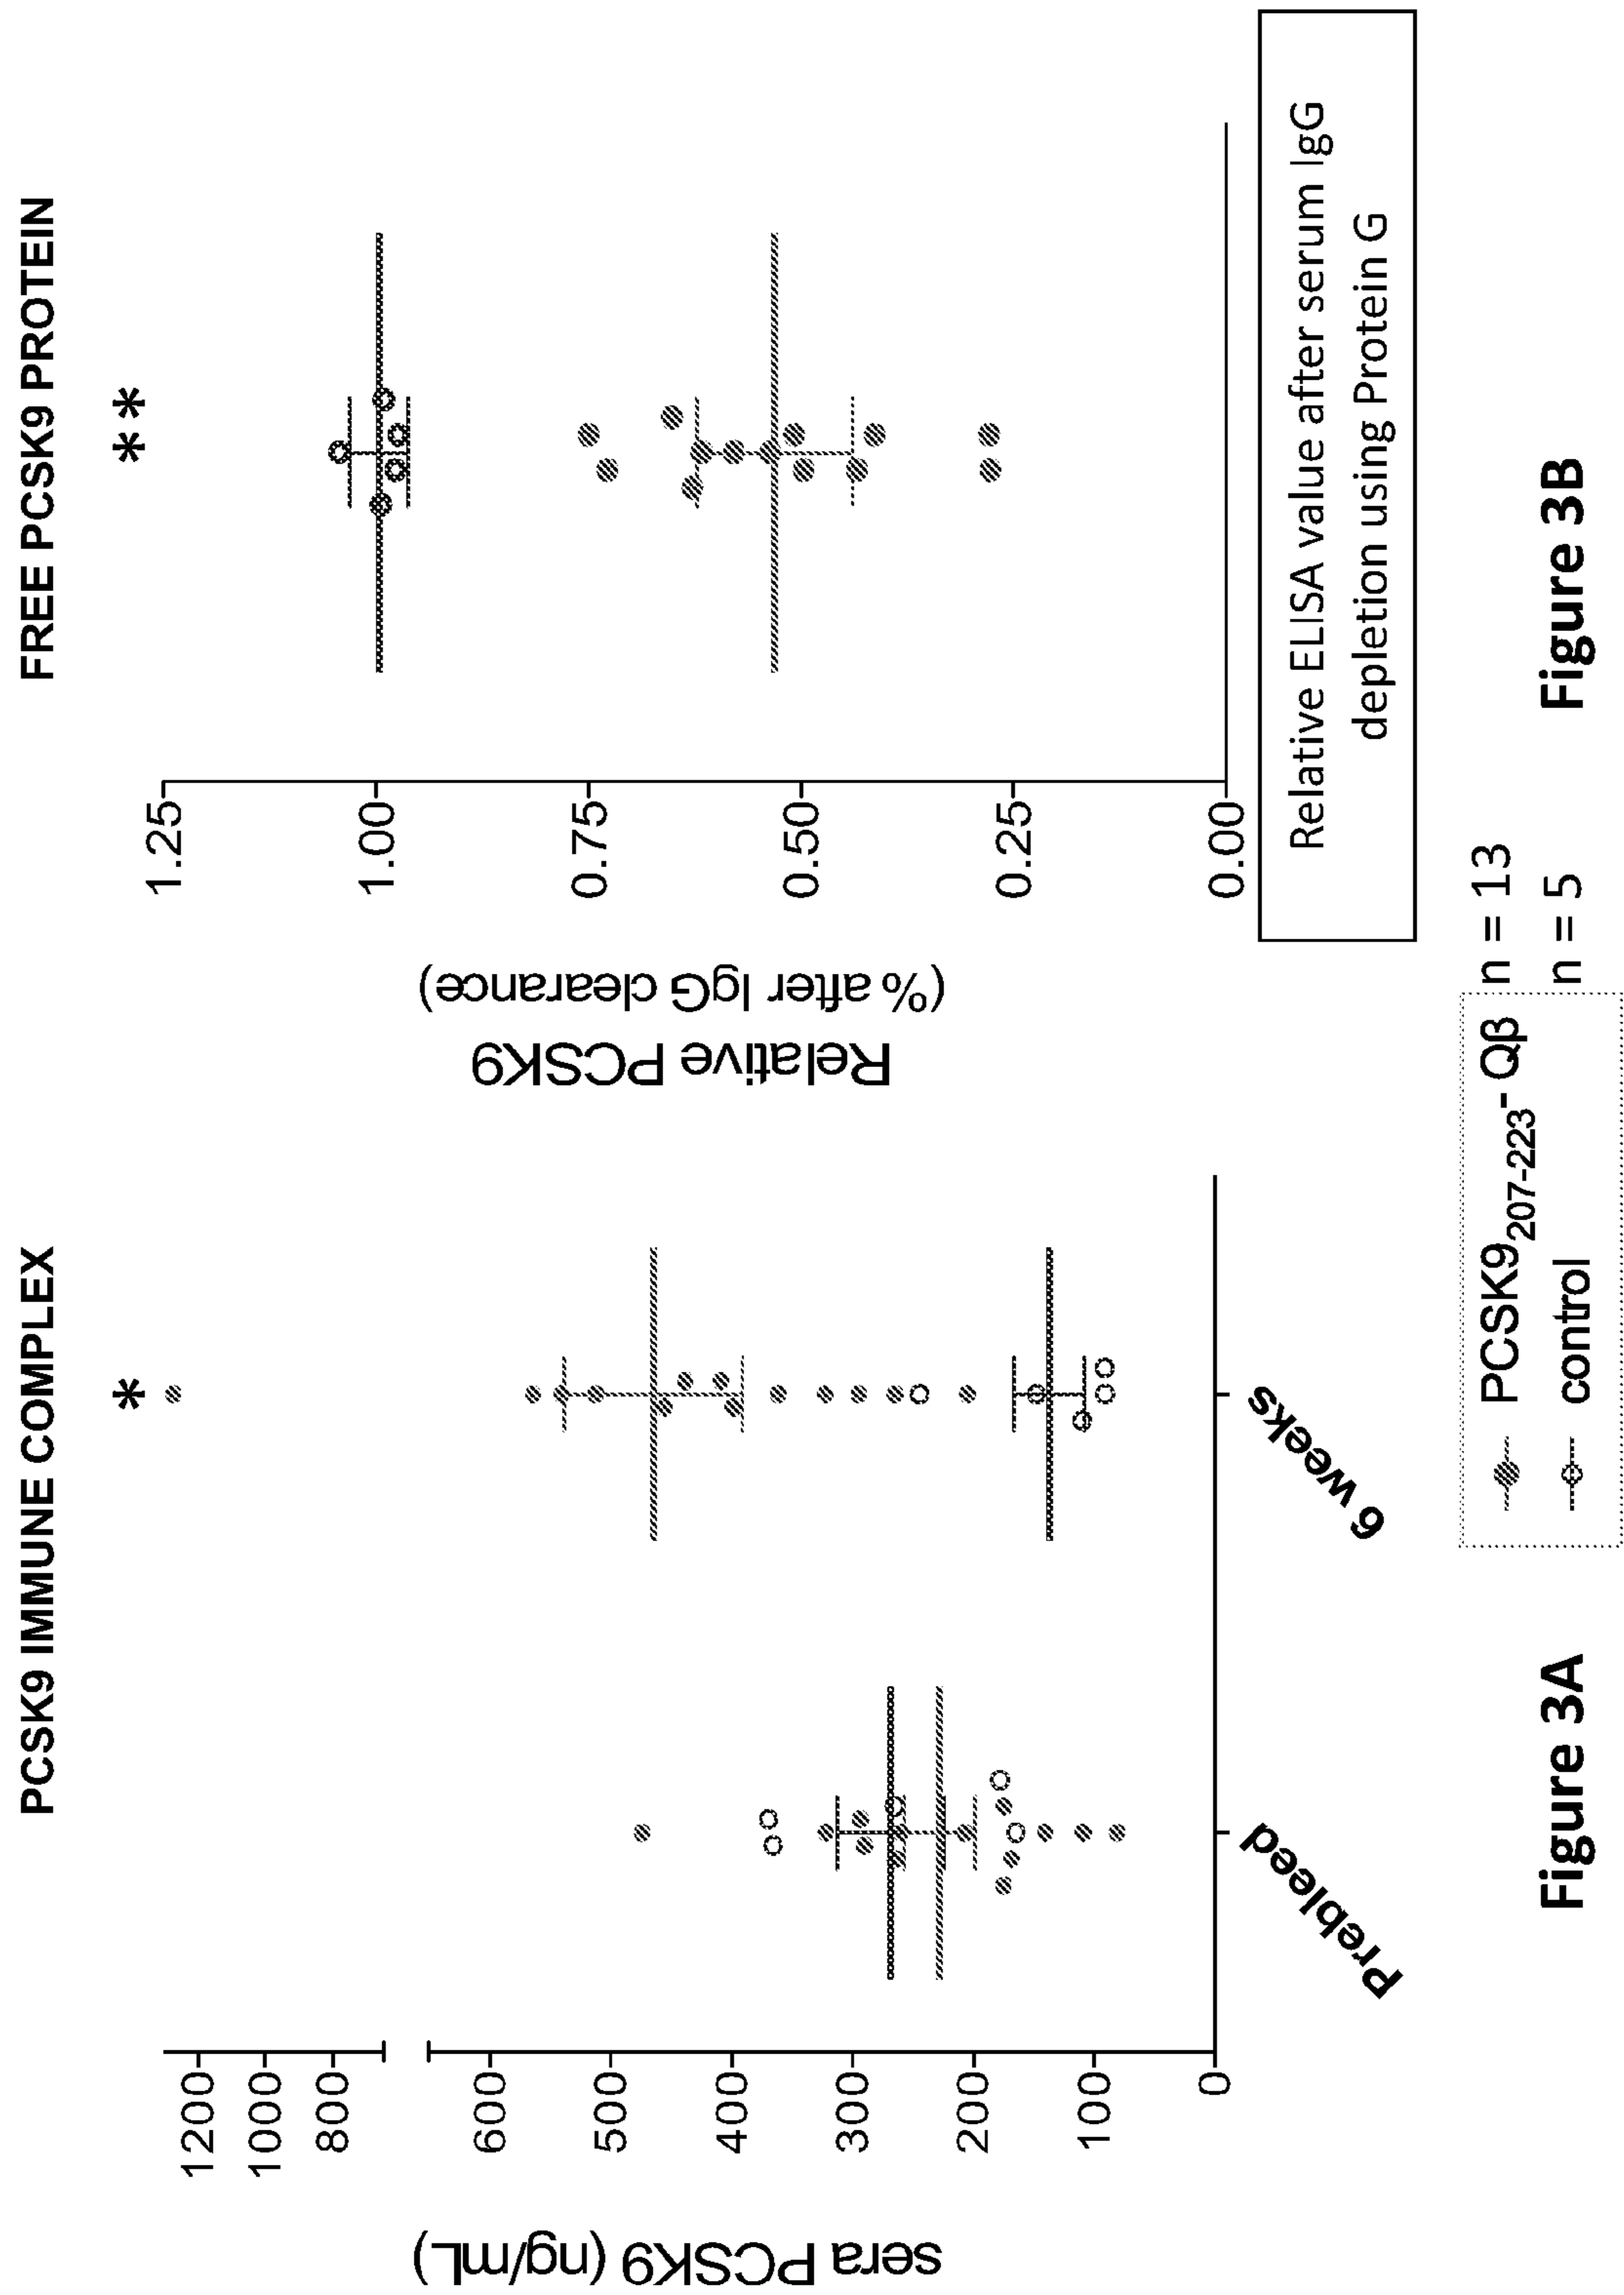 PCSK9 IMMUNE COMPLEX
*
sera PCSK9 (ng/mL)
1200
1000
800
600
500
400
300
200
100
0
Prebleed
6 weeks
Figure 3A
FREE PCSK9 PROTEIN
**
Relative PCSK9
(% after IgG clearance)
1.25
1.00
0.75
0.50
0.25
0.00
Relative ELISA value after serum IgG
depletion using Protein G
PCSK9207-223- Qβ n = 13
control n = 5
Figure 3B